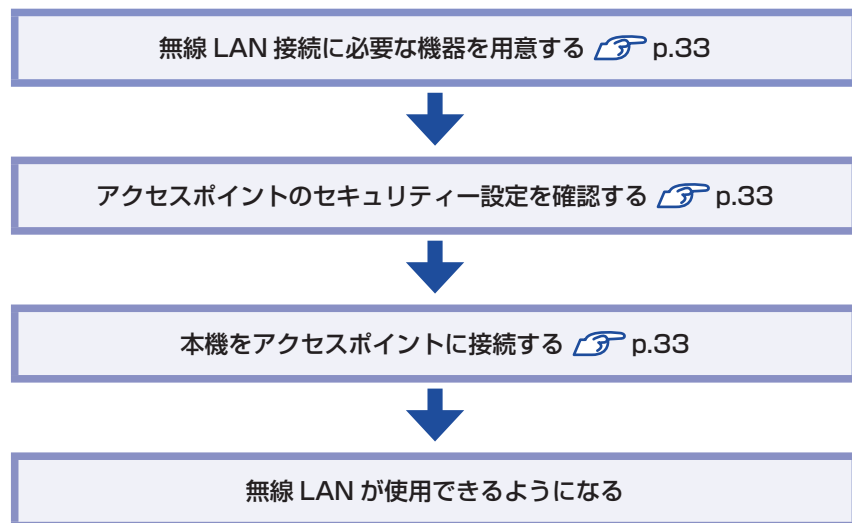 無線 LAN 接続に必要な機器を用意する p.33
アクセスポイントのセキュリティー設定を確認する p.33
本機をアクセスポイントに接続する p.33
無線 LAN が使用できるようになる